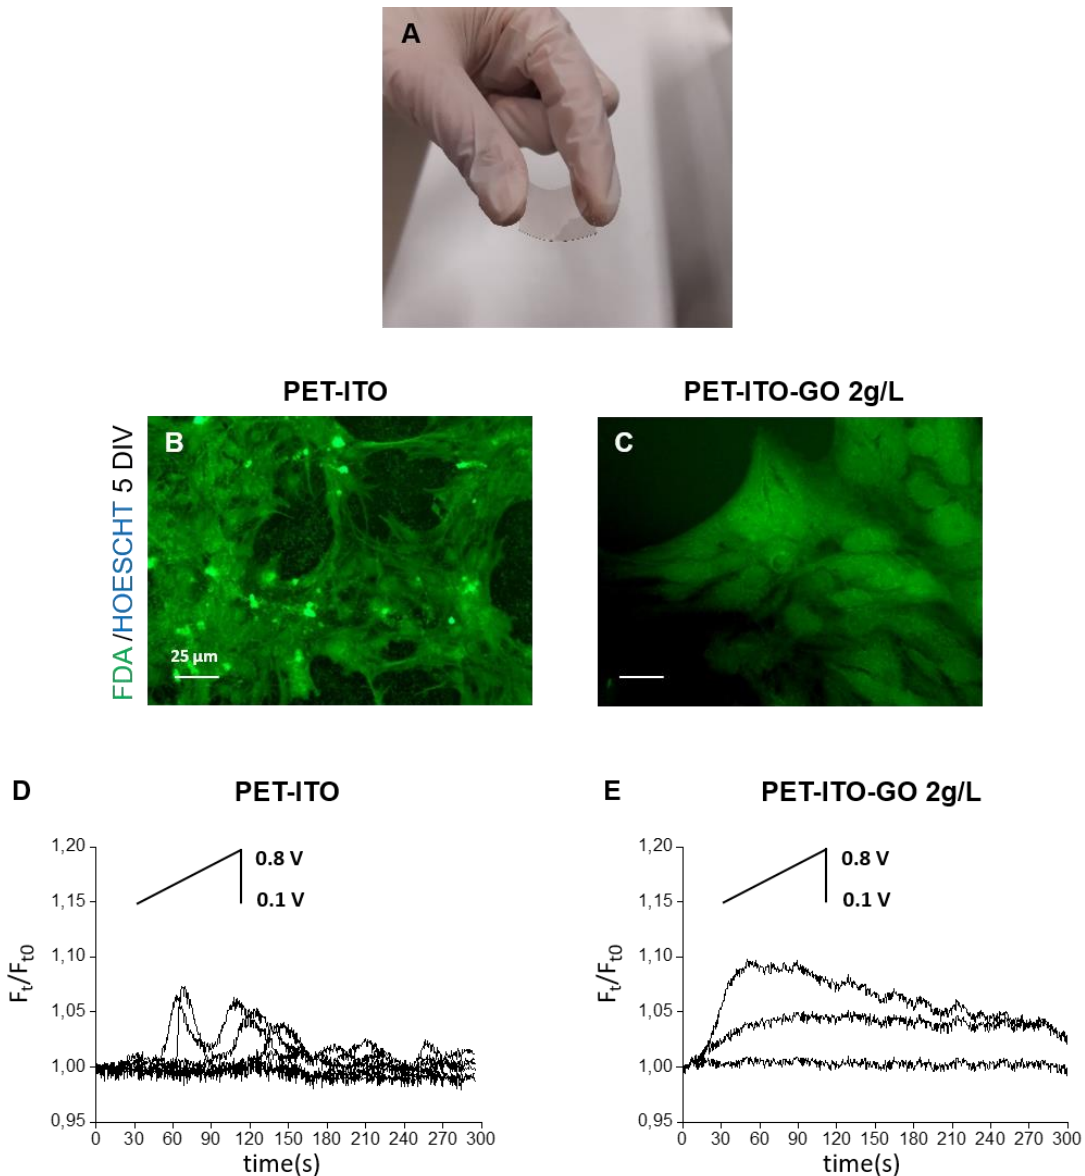 A
PET-ITO
PET-ITO-GO 2g/L
FDA /HOESCHT 5 DIV
B
25 µm
C
D
PET-ITO
E
PET-ITO-GO 2g/L
1,20
1,15
1,10
1,05
1,00
0,95
Ft/Ft0
0.8 V
0.1 V
0
30
60
90
120
150
180
210
240
270
300
time(s)
1,20
1,15
1,10
1,05
1,00
0,95
Ft/Ft0
0.8 V
0.1 V
0
30
60
90
120
150
180
210
240
270
300
time(s)